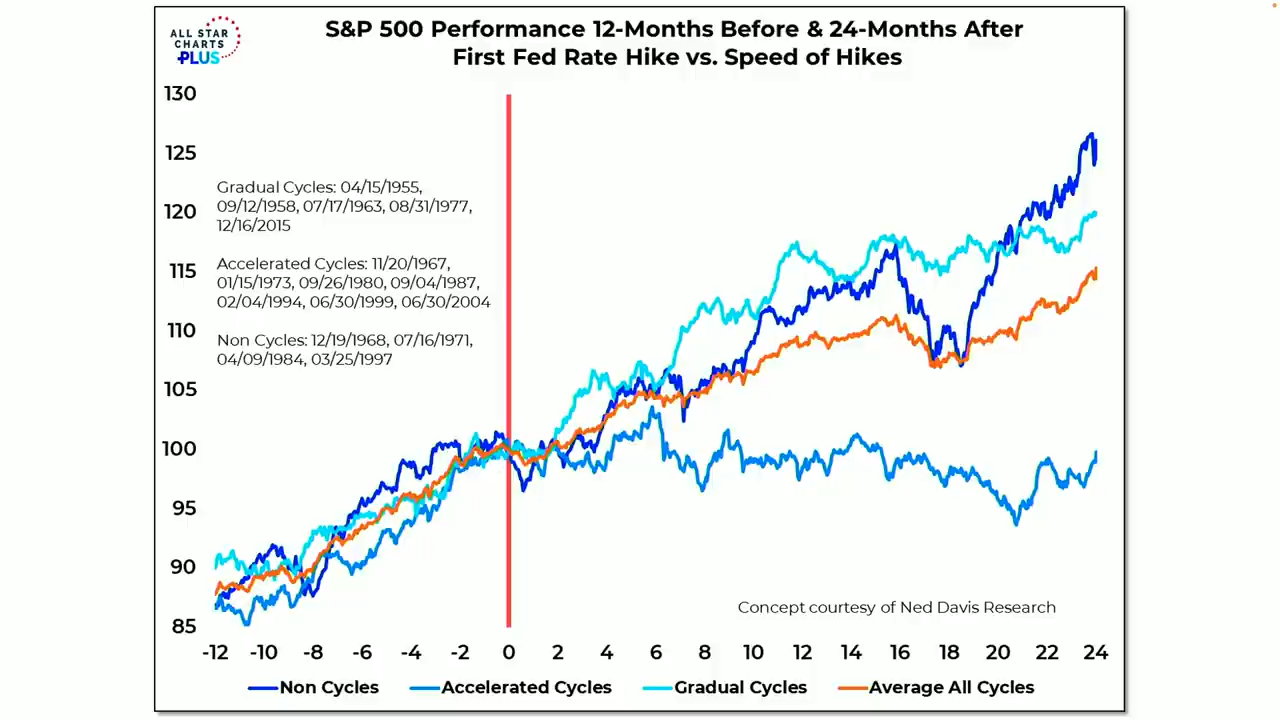 ALL STAR
CHARTS
PLUS
S&P 500 Performance 12-Months Before & 24-Months After
First Fed Rate Hike vs. Speed of Hikes
130
125
120
115
110
105
100
95
90
85
Gradual Cycles: 04/15/1955,
09/12/1958, 07/17/1963, 08/31/1977,
12/16/2015
Accelerated Cycles: 11/20/1967,
01/15/1973, 09/26/1980, 09/04/1987,
02/04/1994, 06/30/1999, 06/30/2004
Non Cycles: 12/19/1968, 07/16/1971,
04/09/1984, 03/25/1997
Concept courtesy of Ned Davis Research
-12 -10 -8 -6 -4 -2 0 2 4 6 8 10 12 14 16 18 20 22 24
Non Cycles Accelerated Cycles Gradual Cycles Average All Cycles